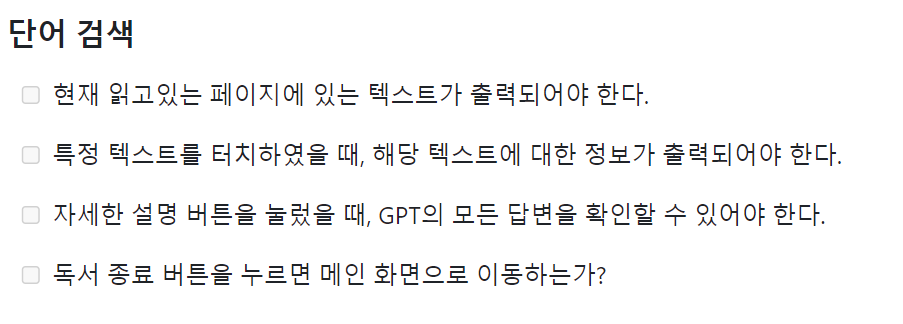 단어 검색
현재 읽고있는 페이지에 있는 텍스트가 출력되어야 한다.
특정 텍스트를 터치하였을 때, 해당 텍스트에 대한 정보가 출력되어야 한다.
자세한 설명 버튼을 눌렀을 때, GPT의 모든 답변을 확인할 수 있어야 한다.
독서 종료 버튼을 누르면 메인 화면으로 이동하는가?